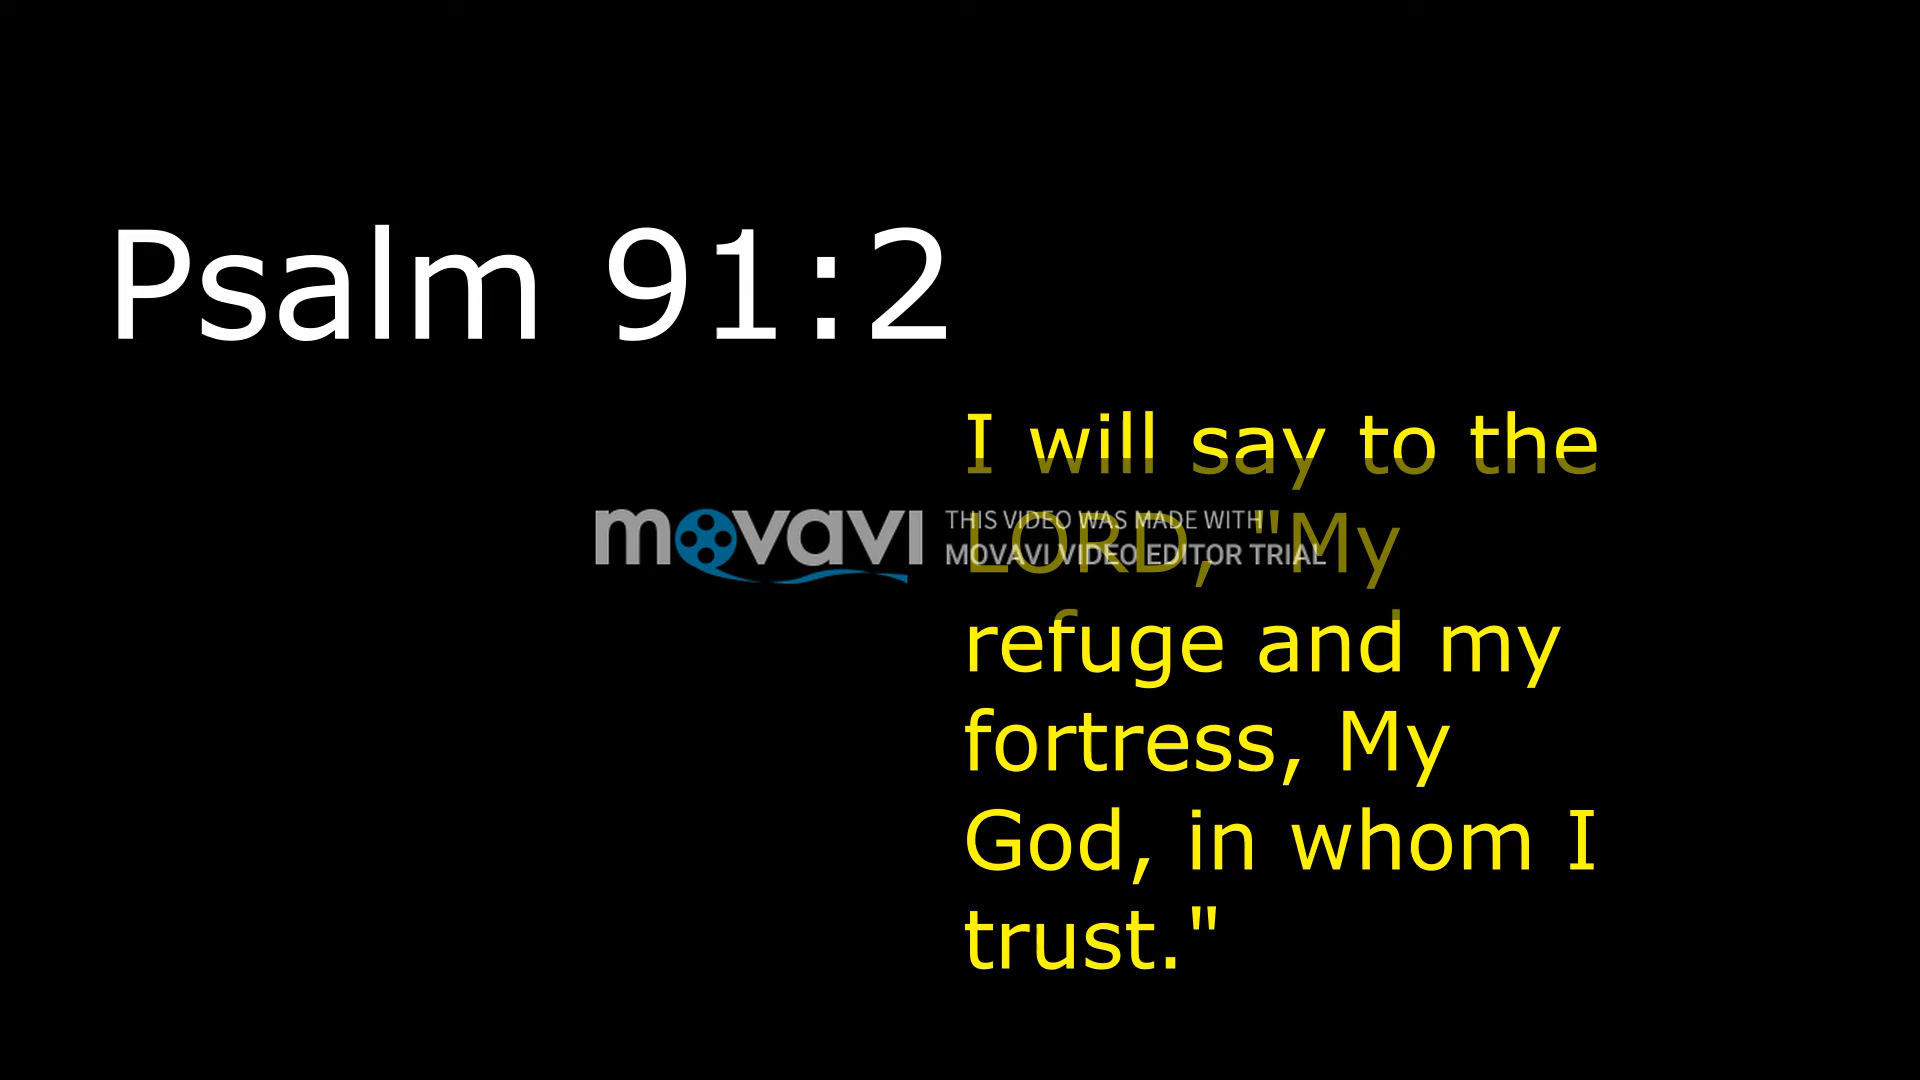 Psalm 91:2
I will say to the
LORD, "My
refuge and my
fortress, My
God, in whom I
trust."
movavi
THIS VIDEO WAS MADE WITH
MOVAVI VIDEO EDITOR TRIAL